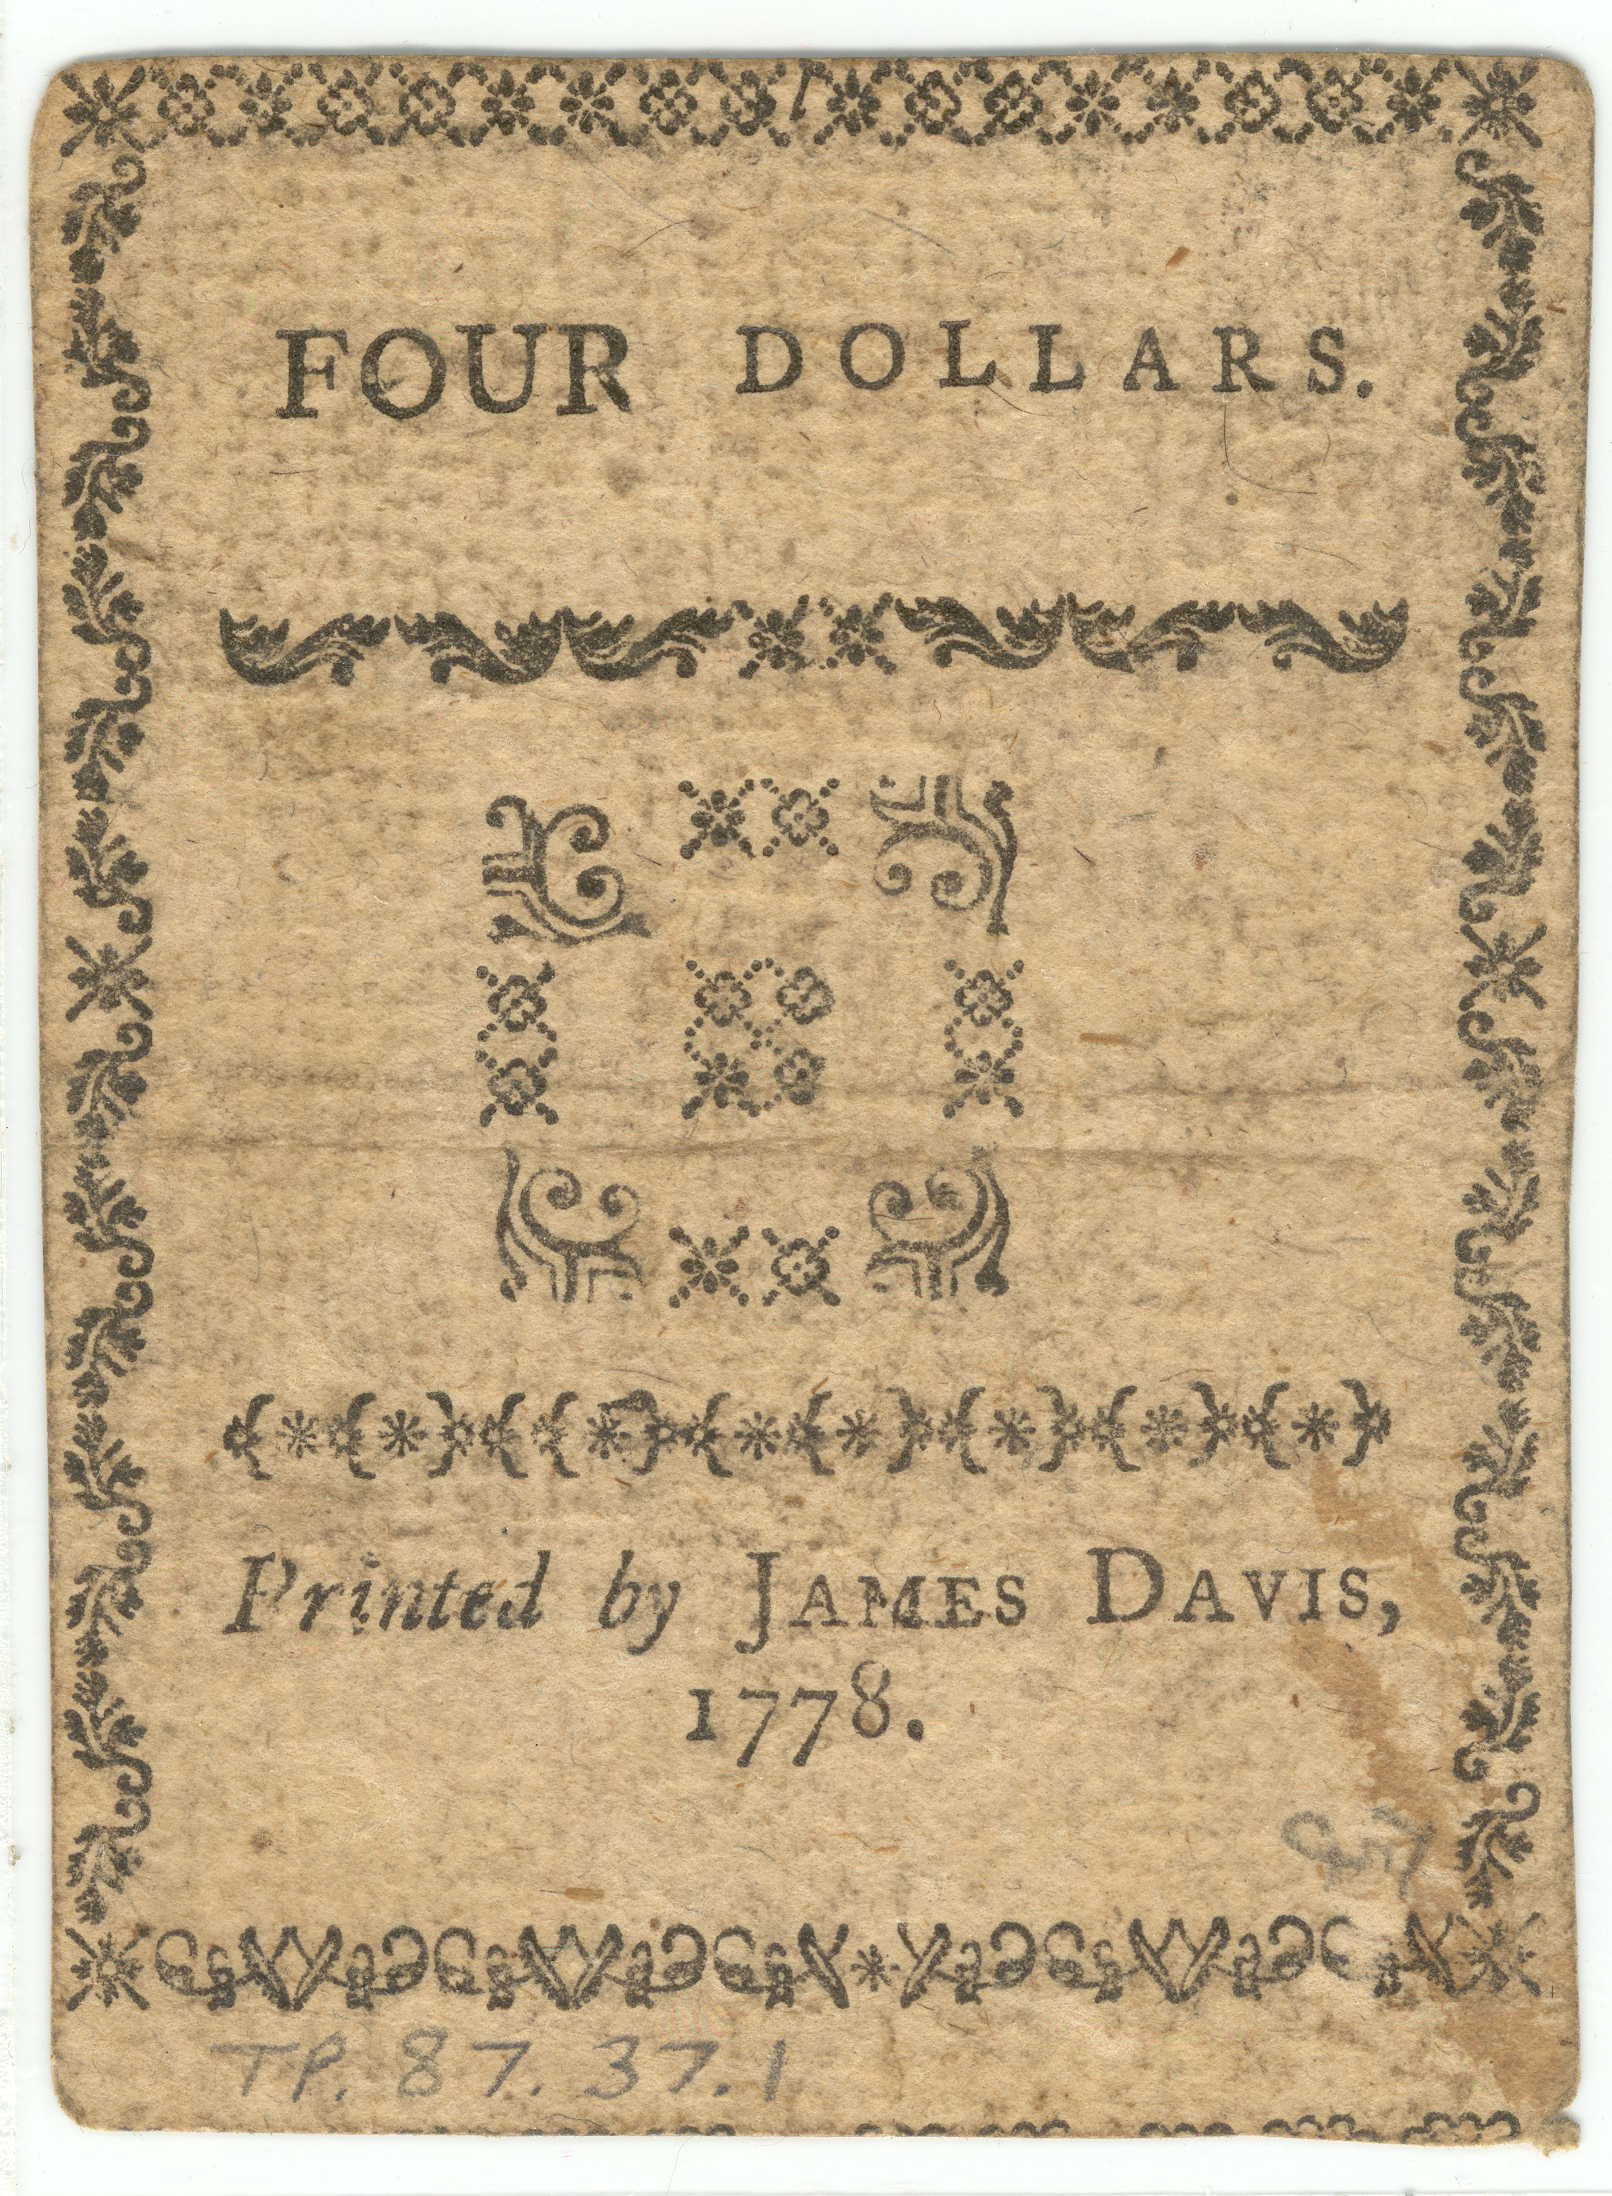 FOUR DOLLARS.
Printed by JAMES DAVIS,
1778.
TP. 87. 37. 1